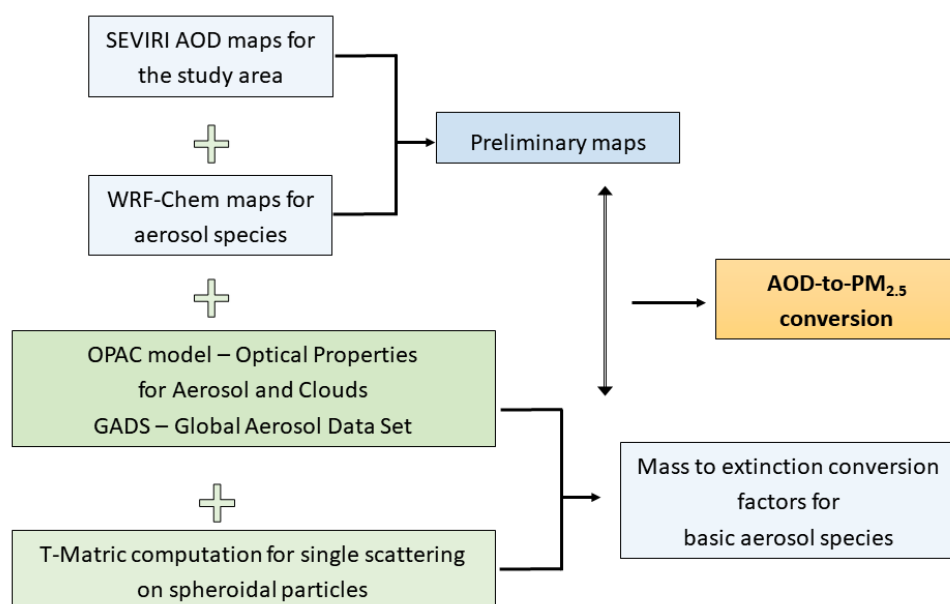 SEVIRI AOD maps for
the study area
WRF-Chem maps for
aerosol species
Preliminary maps
AOD-to-PM2.5
conversion
OPAC model – Optical Properties
for Aerosol and Clouds
GADS – Global Aerosol Data Set
Mass to extinction conversion
factors for
basic aerosol species
T-Matric computation for single scattering
on spheroidal particles